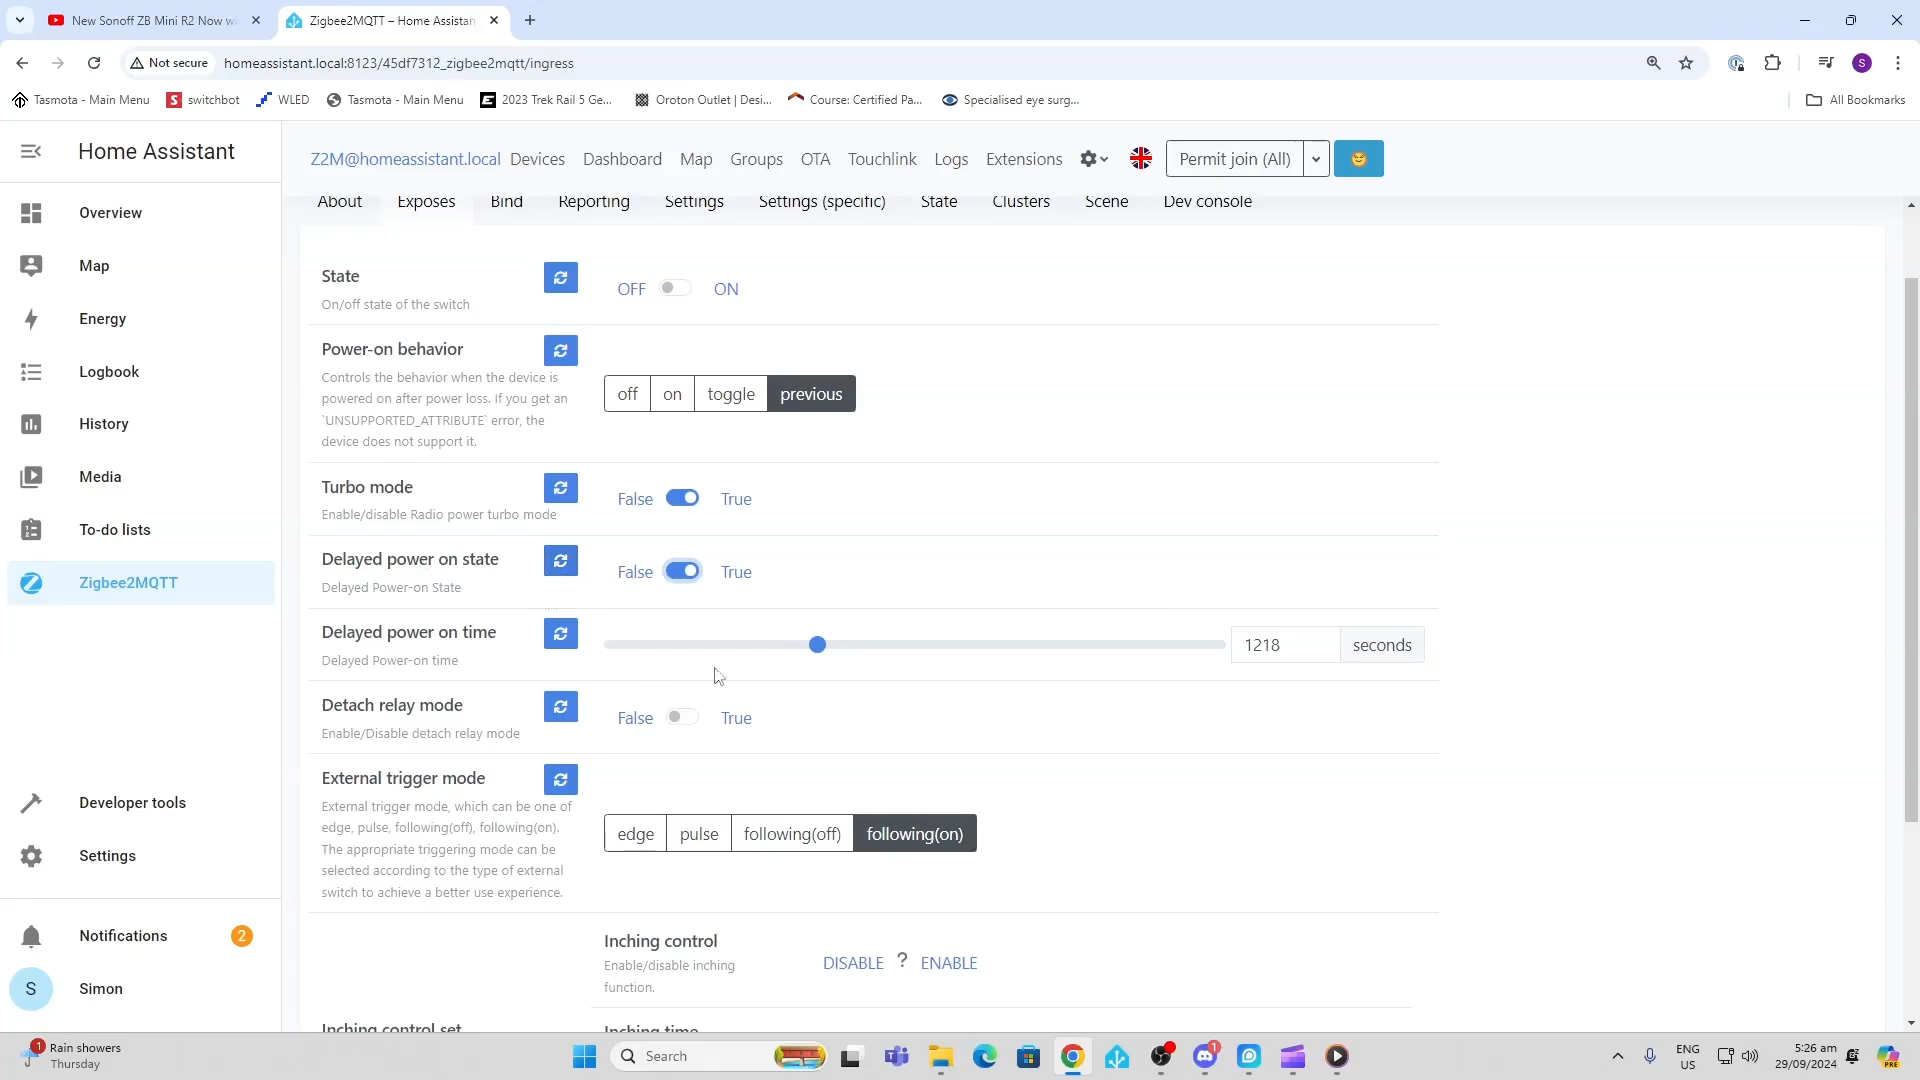 New Sonoff ZB Mini R2 Now wi
Zigbee2MQTT – Home Assistan
Not secure
homeassistant.local:8123/45df7312_zigbee2mqtt/ingress
S
Tasmota - Main Menu
switchbot
WLED
Tasmota - Main Menu
2023 Trek Rail 5 Ge...
Oroton Outlet | Desi...
Course: Certified Pa...
Specialised eye surg...
All Bookmarks
Home Assistant
Overview
Map
Energy
Logbook
History
Media
To-do lists
Zigbee2MQTT
Developer tools
Settings
Notifications
2
S
Simon
Z2M@homeassistant.local
Devices
Dashboard
Map
Groups
OTA
Touchlink
Logs
Extensions
Permit join (All)
About
Exposes
Bind
Reporting
Settings
Settings (specific)
State
Clusters
Scene
Dev console
State
On/off state of the switch
OFF
ON
Power-on behavior
Controls the behavior when the device is
powered on after power loss. If you get an
`UNSUPPORTED_ATTRIBUTE` error, the
device does not support it.
off
on
toggle
previous
Turbo mode
Enable/disable Radio power turbo mode
False
True
Delayed power on state
Delayed Power-on State
False
True
Delayed power on time
Delayed Power-on time
1218
seconds
Detach relay mode
Enable/Disable detach relay mode
False
True
External trigger mode
External trigger mode, which can be one of
edge, pulse, following(off), following(on).
The appropriate triggering mode can be
selected according to the type of external
switch to achieve a better use experience.
edge
pulse
following(off)
following(on)
Inching control
Enable/disable inching
function.
DISABLE
?
ENABLE
Inching control set
Inching time
1
Rain showers
Thursday
Search
1
ENG
US
5:26 am
29/09/2024
PRE